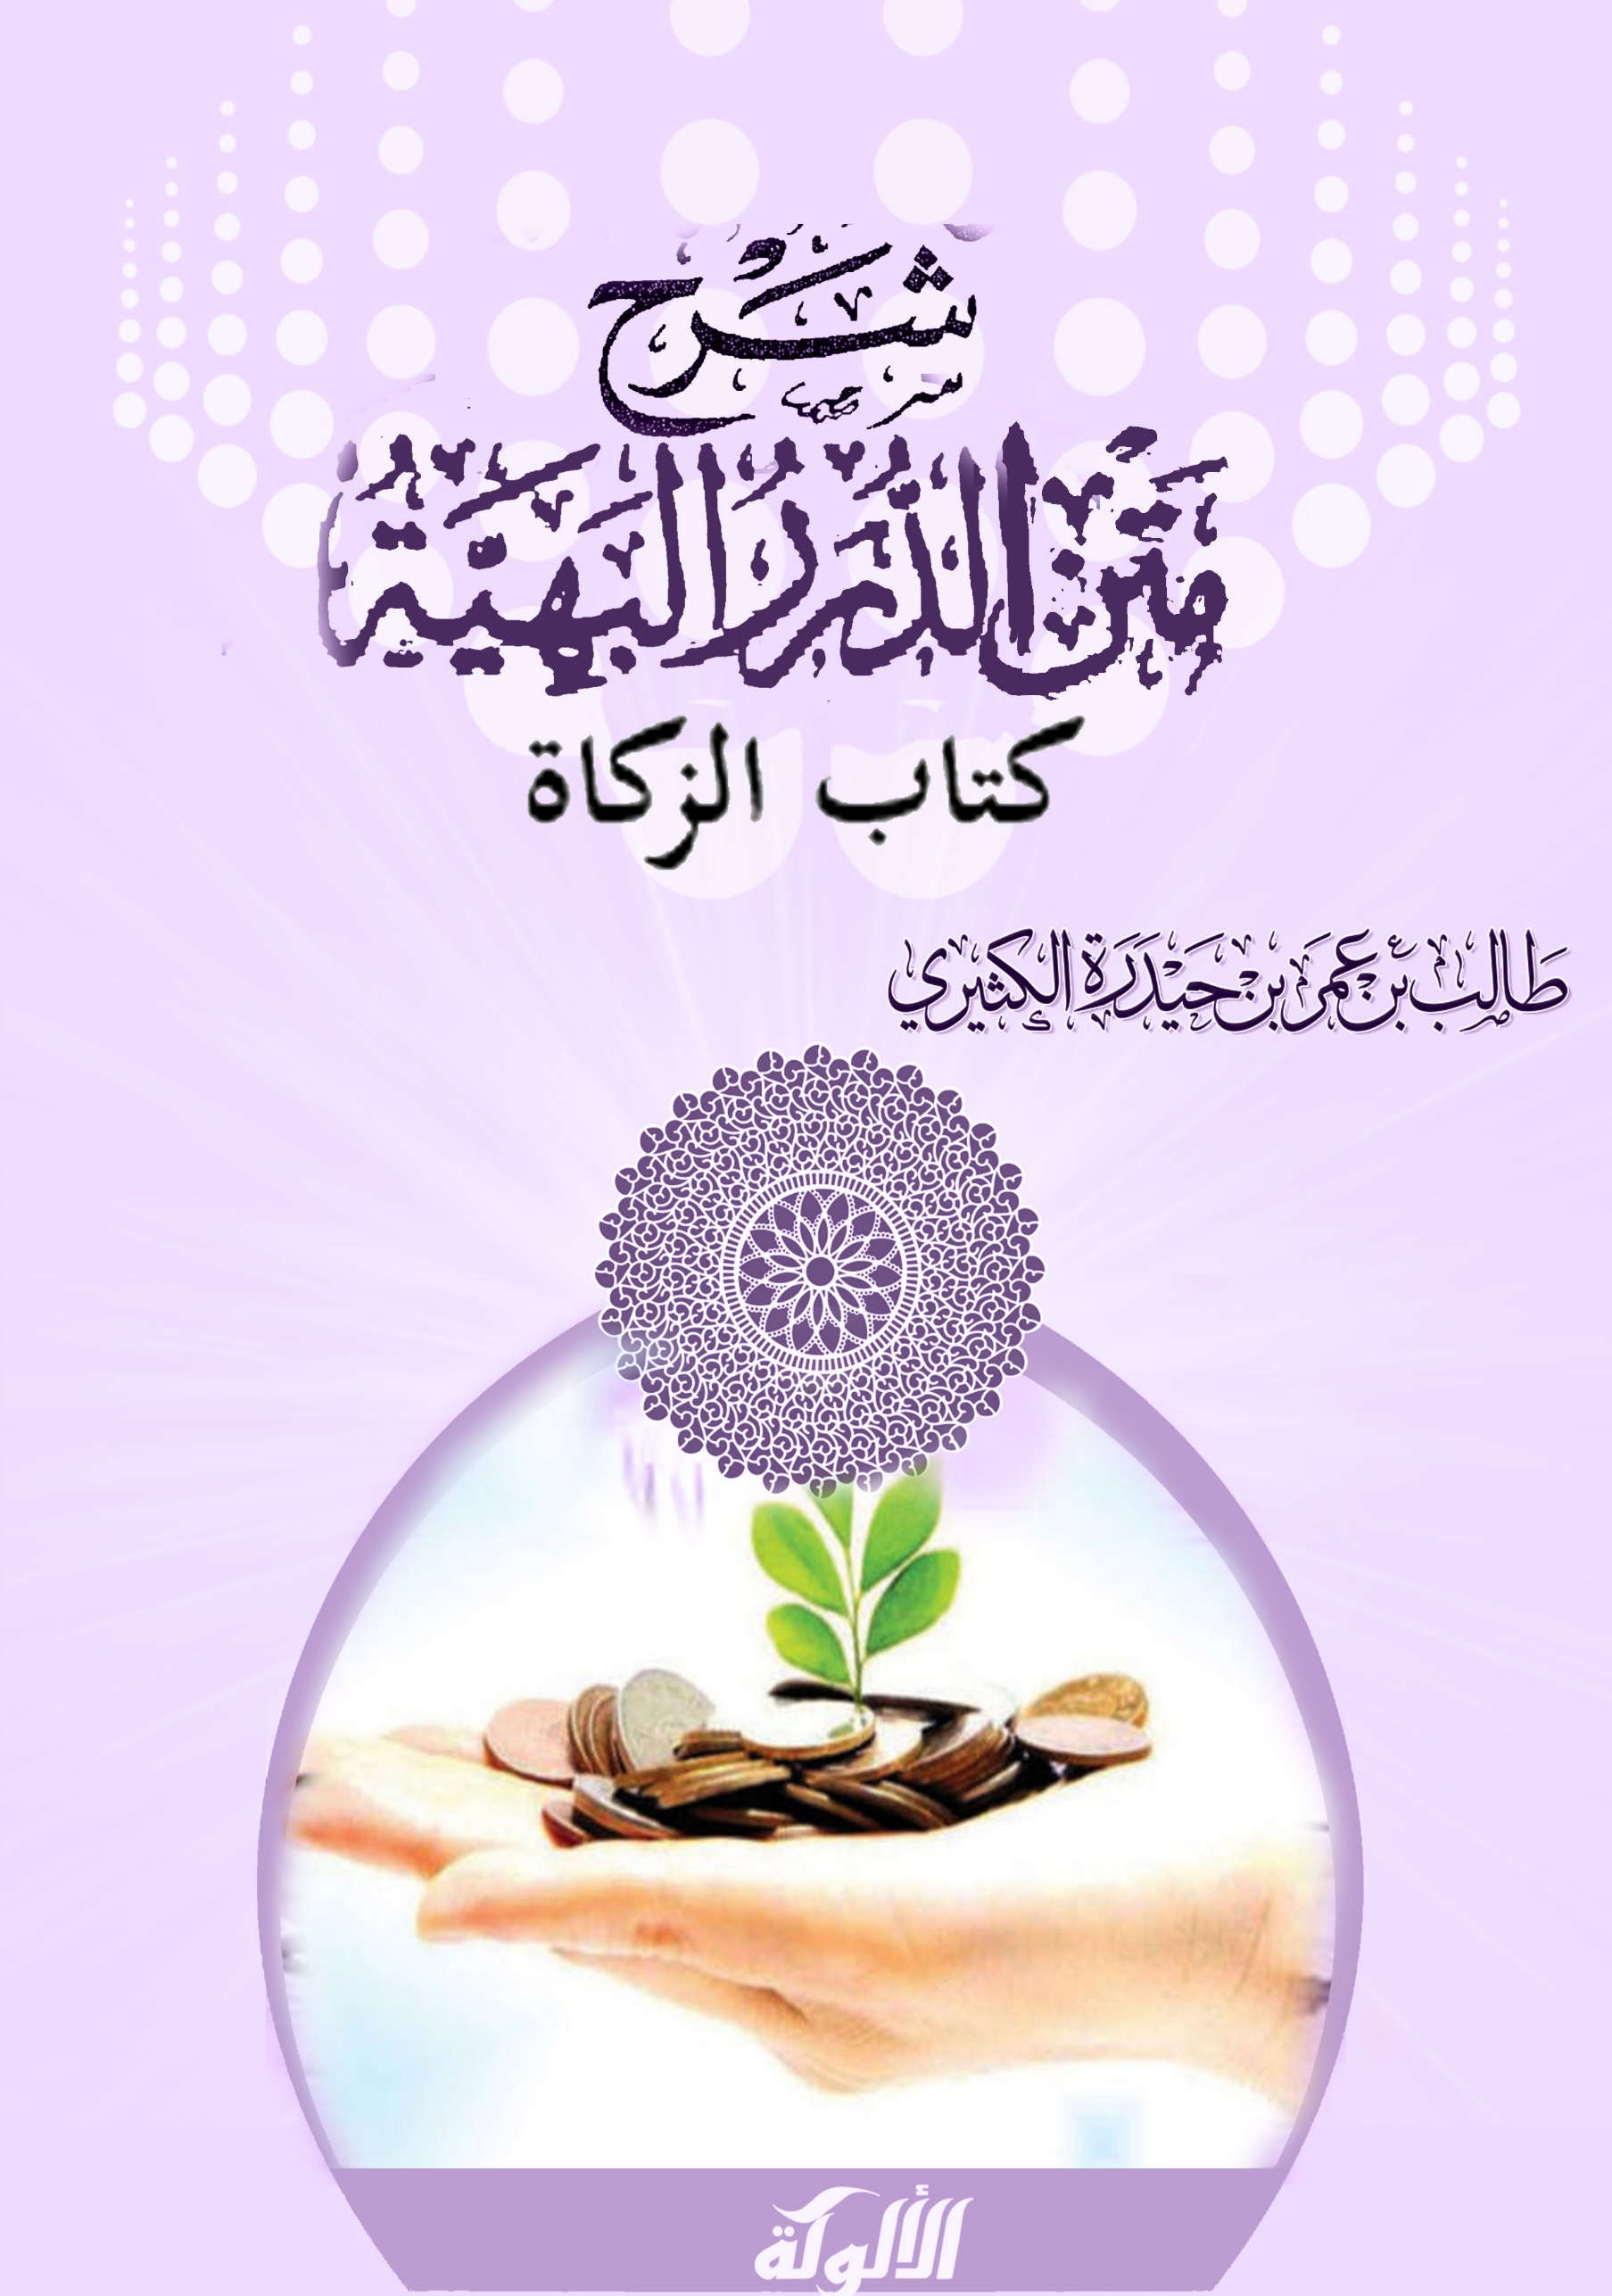 شرح
متن الدرر البهية
كتاب الزكاة
طالب بن عمر بن حيدرة الكثيري
الألوكة